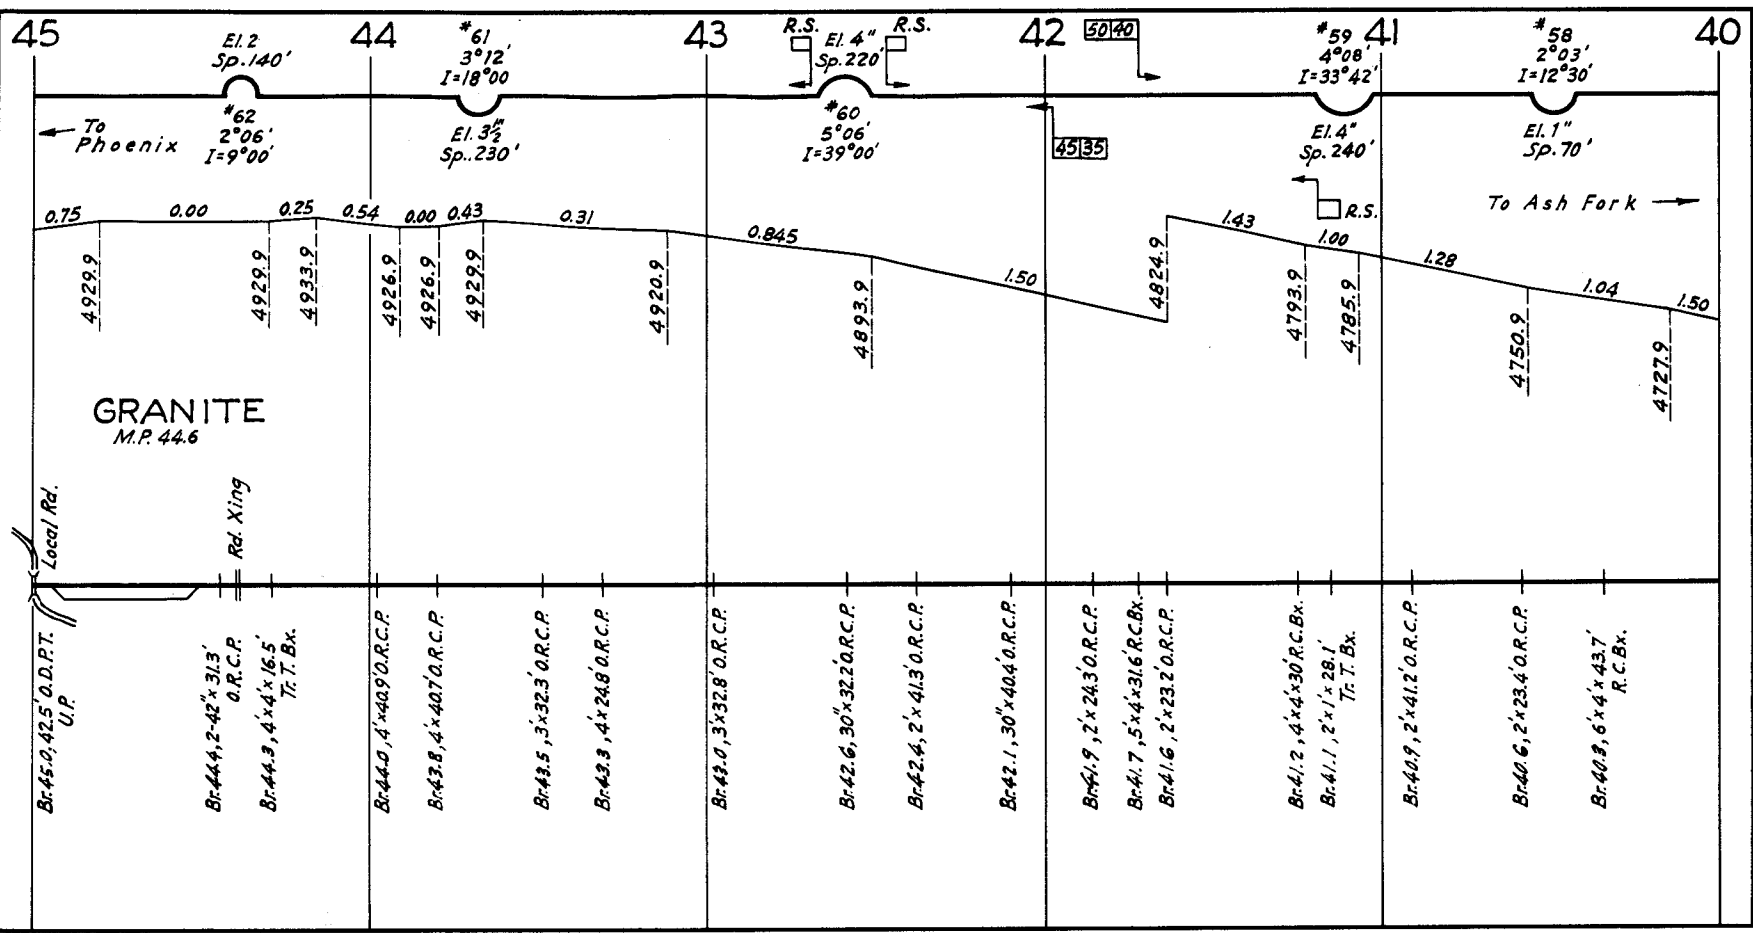 45
44
43
42
41
40
El. 2
Sp. 140'
#62
2°06'
I=9°00'
#61
3°12'
I=18°00
El. 3½"
Sp. 230'
R.S.
El. 4"
Sp. 220'
R.S.
#60
5°06'
I=39°00'
50 40
45 35
#59
4°08'
I=33°42'
El. 4"
Sp. 240'
R.S.
#58
2°03'
I=12°30'
El. 1"
Sp. 70'
To
Phoenix
To Ash Fork
0.75
0.00
0.25
0.54
0.00
0.43
0.31
0.845
1.50
1.43
1.00
1.28
1.04
1.50
4929.9
4929.9
4933.9
4926.9
4926.9
4929.9
4920.9
4893.9
4824.9
4793.9
4785.9
4750.9
4727.9
GRANITE
M.P. 44.6
Local Rd.
Rd. Xing
Br. 45.0, 42.5' O.D.P.T.
U.P.
Br. 44.4, 2-42" x 31.3'
O.R.C.P.
Br. 44.3, 4' x 4' x 16.5'
Tr. T. Bx.
Br. 44.0, 4' x 40.9' O.R.C.P.
Br. 43.8, 4' x 40.7' O.R.C.P.
Br. 43.5, 3' x 32.3' O.R.C.P.
Br. 43.3, 4' x 24.8' O.R.C.P.
Br. 43.0, 3' x 32.8' O.R.C.P.
Br. 42.6, 30" x 32.2' O.R.C.P.
Br. 42.4, 2' x 41.3' O.R.C.P.
Br. 42.1, 30" x 40.4' O.R.C.P.
Br. 41.9, 2' x 24.3' O.R.C.P.
Br. 41.7, 5' x 4' x 31.6' R.C.Bx.
Br. 41.6, 2' x 23.2' O.R.C.P.
Br. 41.2, 4' x 4' x 30' R.C.Bx.
Br. 41.1, 2' x 1' x 28.1'
Tr. T. Bx.
Br. 40.9, 2' x 41.2' O.R.C.P.
Br. 40.6, 2' x 23.4' O.R.C.P.
Br. 40.3, 6' x 4' x 43.7'
R.C.Bx.